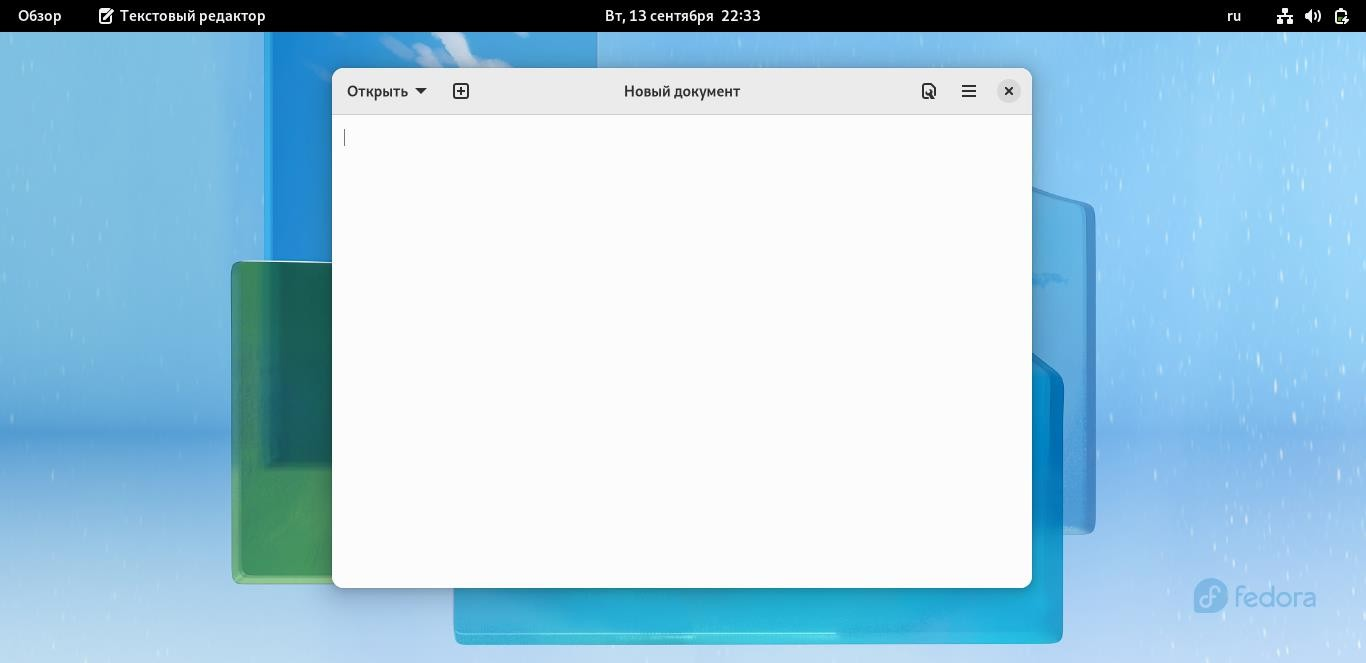 Обзор Текстовый редактор Вт, 13 сентября 22:33 ru
Открыть Новый документ
fedora